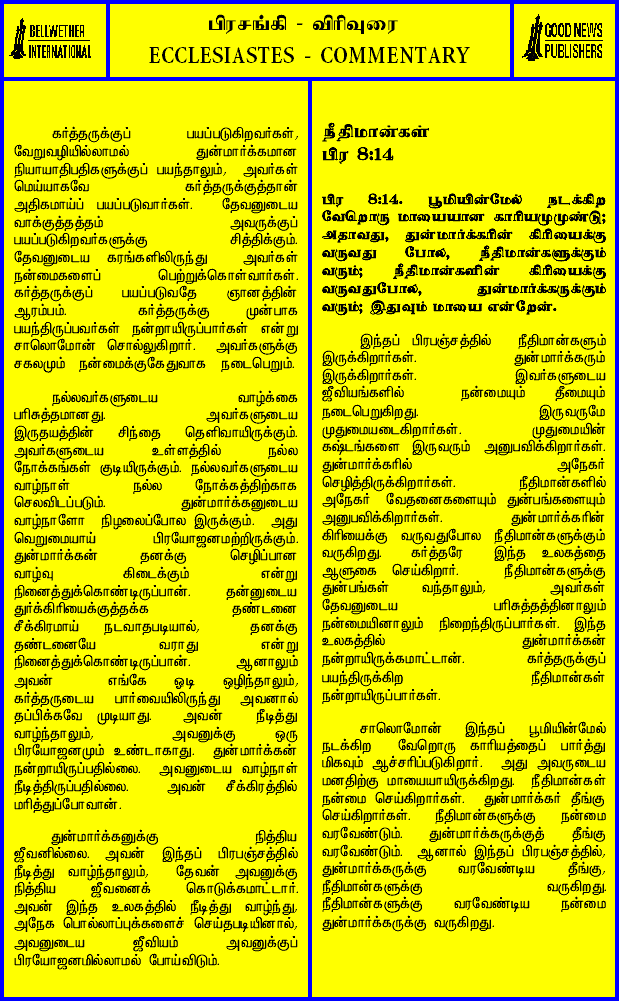 BELLWETHER
INTERNATIONAL
பிரசங்கி - விரிவுரை
ECCLESIASTES - COMMENTARY
GOOD NEWS
PUBLISHERS
கர்த்தருக்குப் பயப்படுகிறவர்கள்,
வேறுவழியில்லாமல் துன்மார்க்கமான
நியாயாதிபதிகளுக்குப் பயந்தாலும், அவர்கள்
மெய்யாகவே கர்த்தருக்குத்தான்
அதிகமாய்ப் பயப்படுவார்கள். தேவனுடைய
வாக்குத்தத்தம் அவருக்குப்
பயப்படுகிறவர்களுக்கு சித்திக்கும்.
தேவனுடைய கரங்களிலிருந்து அவர்கள்
நன்மைகளைப் பெற்றுக்கொள்வார்கள்.
கர்த்தருக்குப் பயப்படுவதே ஞானத்தின்
ஆரம்பம். கர்த்தருக்கு முன்பாக
பயந்திருப்பவர்கள் நன்றாயிருப்பார்கள் என்று
சாலொமோன் சொல்லுகிறார். அவர்களுக்கு
சகலமும் நன்மைக்குகேதுவாக நடைபெறும்.
நல்லவர்களுடைய வாழ்க்கை
பரிசுத்தமானது. அவர்களுடைய
இருதயத்தின் சிந்தை தெளிவாயிருக்கும்.
அவர்களுடைய உள்ளத்தில் நல்ல
நோக்கங்கள் குடியிருக்கும். நல்லவர்களுடைய
வாழ்நாள் நல்ல நோக்கத்திற்காக
செலவிடப்படும். துன்மார்க்கனுடைய
வாழ்நாளோ நிழலைப்போல இருக்கும். அது
வெறுமையாய் பிரயோஜனமற்றிருக்கும்.
துன்மார்க்கன் தனக்கு செழிப்பான
வாழ்வு கிடைக்கும் என்று
நினைத்துக்கொண்டிருப்பான். தன்னுடைய
துர்க்கிரியைக்குத்தக்க தண்டனை
சீக்கிரமாய் நடவாதபடியால், தனக்கு
தண்டனையே வராது என்று
நினைத்துக்கொண்டிருப்பான். ஆனாலும்
அவன் எங்கே ஓடி ஒழிந்தாலும்,
கர்த்தருடைய பார்வையிலிருந்து அவனால்
தப்பிக்கவே முடியாது. அவன் நீடித்து
வாழ்ந்தாலும், அவனுக்கு ஒரு
பிரயோஜனமும் உண்டாகாது. துன்மார்க்கன்
நன்றாயிருப்பதில்லை. அவனுடைய வாழ்நாள்
நீடித்திருப்பதில்லை. அவன் சீக்கிரத்தில்
மரித்துப்போவான்.
துன்மார்க்கனுக்கு நித்திய
ஜீவனில்லை. அவன் இந்தப் பிரபஞ்சத்தில்
நீடித்து வாழ்ந்தாலும், தேவன் அவனுக்கு
நித்திய ஜீவனைக் கொடுக்கமாட்டார்.
அவன் இந்த உலகத்தில் நீடித்து வாழ்ந்து,
அநேக பொல்லாப்புக்களைச் செய்தபடியினால்,
அவனுடைய ஜீவியம் அவனுக்குப்
பிரயோஜனமில்லாமல் போய்விடும்.
நீதிமான்கள்
பிர 8:14
பிர 8:14. பூமியின்மேல் நடக்கிற
வேறொரு மாயையான காரியமுமுண்டு;
அதாவது, துன்மார்க்கரின் கிரியைக்கு
வருவது போல, நீதிமான்களுக்கும்
வரும்; நீதிமான்களின் கிரியைக்கு
வருவதுபோல, துன்மார்க்கருக்கும்
வரும்; இதுவும் மாயை என்றேன்.
இந்தப் பிரபஞ்சத்தில் நீதிமான்களும்
இருக்கிறார்கள். துன்மார்க்கரும்
இருக்கிறார்கள். இவர்களுடைய
ஜீவியங்களில் நன்மையும் தீமையும்
நடைபெறுகிறது. இருவருமே
முதுமையடைகிறார்கள். முதுமையின்
கஷ்டங்களை இருவரும் அனுபவிக்கிறார்கள்.
துன்மார்க்கரில் அநேகர்
செழித்திருக்கிறார்கள். நீதிமான்களில்
அநேகர் வேதனைகளையும் துன்பங்களையும்
அனுபவிக்கிறார்கள். துன்மார்க்கரின்
கிரியைக்கு வருவதுபோல நீதிமான்களுக்கும்
வருகிறது. கர்த்தரே இந்த உலகத்தை
ஆளுகை செய்கிறார். நீதிமான்களுக்கு
துன்பங்கள் வந்தாலும், அவர்கள்
தேவனுடைய பரிசுத்தத்தினாலும்
நன்மையினாலும் நிறைந்திருப்பார்கள். இந்த
உலகத்தில் துன்மார்க்கன்
நன்றாயிருக்கமாட்டான். கர்த்தருக்குப்
பயந்திருக்கிற நீதிமான்கள்
நன்றாயிருப்பார்கள்.
சாலொமோன் இந்தப் பூமியின்மேல்
நடக்கிற வேறொரு காரியத்தைப் பார்த்து
மிகவும் ஆச்சரிப்படுகிறார். அது அவருடைய
மனதிற்கு மாயையாயிருக்கிறது. நீதிமான்கள்
நன்மை செய்கிறார்கள். துன்மார்க்கர் தீங்கு
செய்கிறார்கள். நீதிமான்களுக்கு நன்மை
வரவேண்டும். துன்மார்க்கருக்குத் தீங்கு
வரவேண்டும். ஆனால் இந்தப் பிரபஞ்சத்தில்,
துன்மார்க்கருக்கு வரவேண்டிய தீங்கு,
நீதிமான்களுக்கு வருகிறது.
நீதிமான்களுக்கு வரவேண்டிய நன்மை
துன்மார்க்கருக்கு வருகிறது.